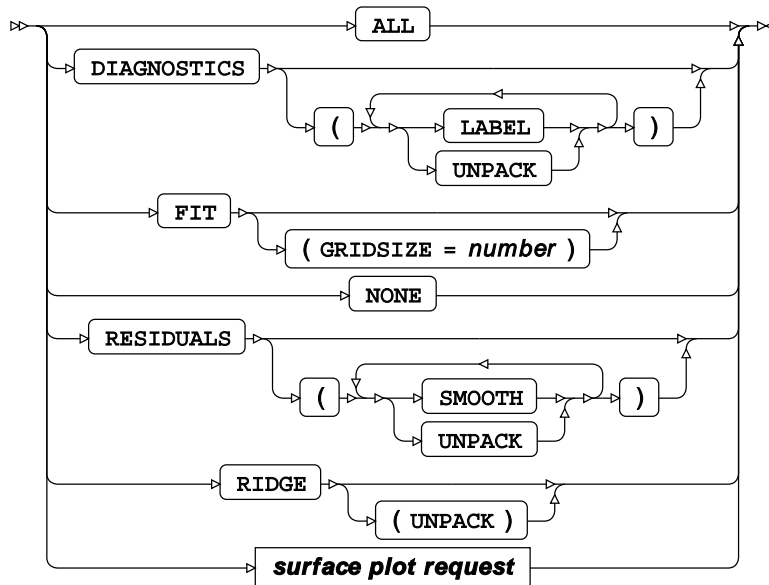 ALL
DIAGNOSTICS
( LABEL )
UNPACK
FIT
( GRIDSIZE = number )
NONE
RESIDUALS
( SMOOTH )
UNPACK
RIDGE
( UNPACK )
surface plot request